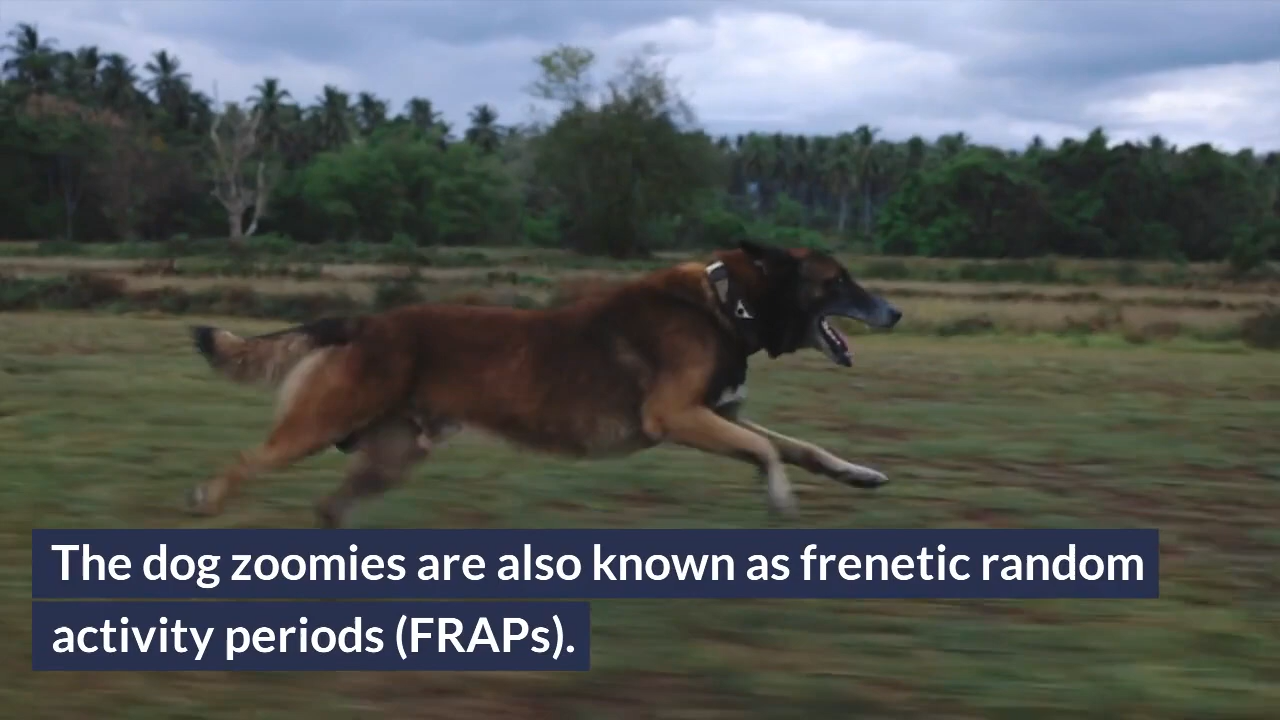 The dog zoomies are also known as frenetic random
activity periods (FRAPs).